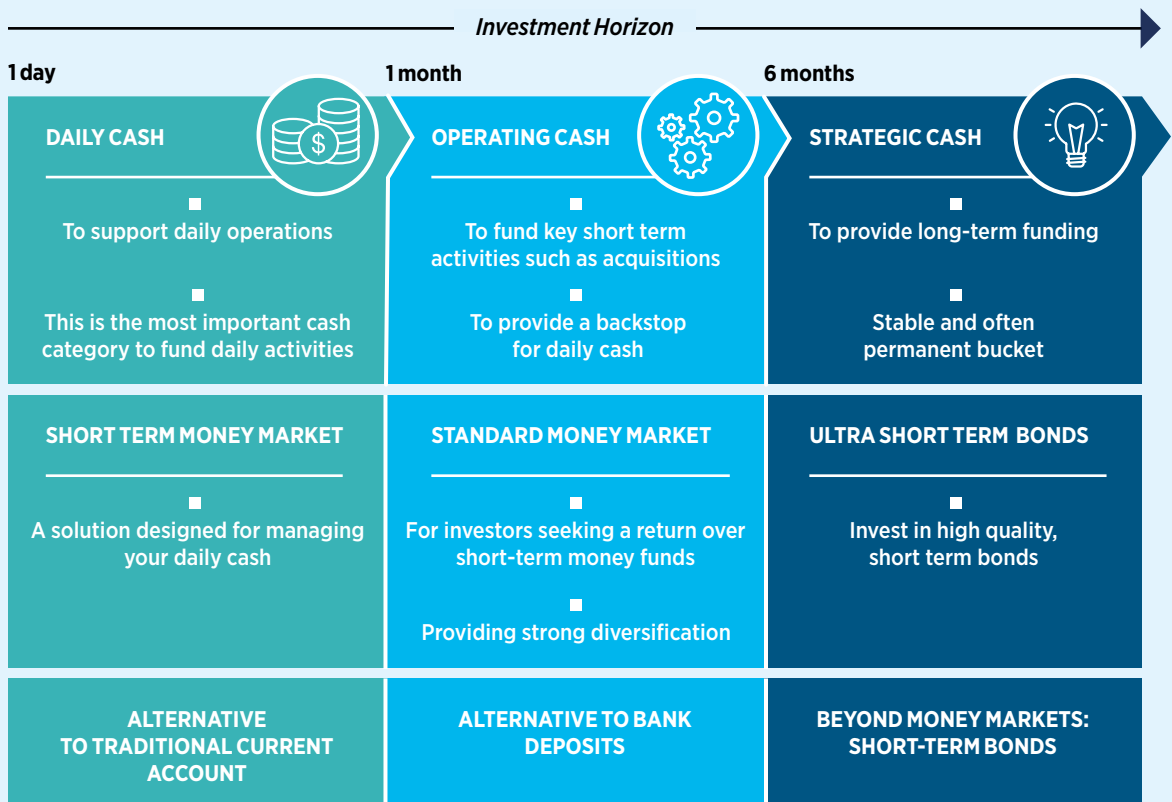 Investment Horizon
1 day
1 month
6 months
DAILY CASH
$
To support daily operations
This is the most important cash
category to fund daily activities
OPERATING CASH
To fund key short term
activities such as acquisitions
To provide a backstop
for daily cash
STRATEGIC CASH
To provide long-term funding
Stable and often
permanent bucket
SHORT TERM MONEY MARKET
A solution designed for managing
your daily cash
STANDARD MONEY MARKET
For investors seeking a return over
short-term money funds
Providing strong diversification
ULTRA SHORT TERM BONDS
Invest in high quality,
short term bonds
ALTERNATIVE
TO TRADITIONAL CURRENT
ACCOUNT
ALTERNATIVE TO BANK
DEPOSITS
BEYOND MONEY MARKETS:
SHORT-TERM BONDS